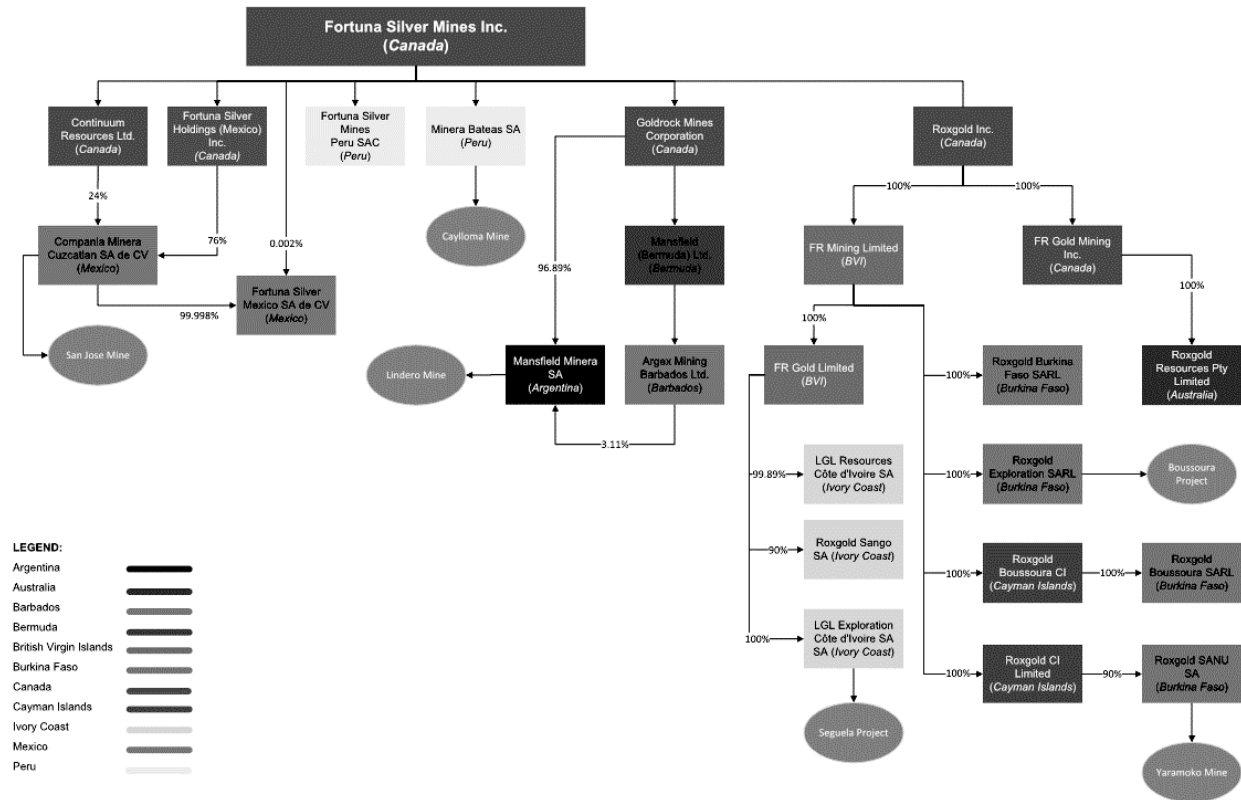 Fortuna Silver Mines Inc.
(Canada)
Continuum
Resources Ltd.
(Canada)
Fortuna Silver
Holdings (Mexico)
Inc.
(Canada)
Fortuna Silver
Mines
Peru SAC
(Peru)
Minera Bateas SA
(Peru)
Goldrock Mines
Corporation
(Canada)
Roxgold Inc.
(Canada)
24%
76%
0.002%
96.89%
100%
100%
Compania Minera
Cuzcatlan SA de CV
(Mexico)
Caylloma Mine
Mansfield
(Bermuda) Ltd.
(Bermuda)
FR Mining Limited
(BVI)
FR Gold Mining
Inc.
(Canada)
Fortuna Silver
Mexico SA de CV
(Mexico)
99.998%
100%
100%
San Jose Mine
Lindero Mine
Mansfield Minera
SA
(Argentina)
Argex Mining
Barbados Ltd.
(Barbados)
FR Gold Limited
(BVI)
100%
Roxgold Burkina
Faso SARL
(Burkina Faso)
Roxgold
Resources Pty
Limited
(Australia)
3.11%
99.89%
LGL Resources
Côte d'Ivoire SA
(Ivory Coast)
100%
Roxgold
Exploration SARL
(Burkina Faso)
Boussoura
Project
90%
Roxgold Sango
SA (Ivory Coast)
100%
Roxgold
Boussoura CI
(Cayman Islands)
100%
Roxgold
Boussoura SARL
(Burkina Faso)
100%
LGL Exploration
Côte d'Ivoire SA
SA (Ivory Coast)
100%
Roxgold CI
Limited
(Cayman Islands)
90%
Roxgold SANU
SA
(Burkina Faso)
Seguela Project
Yaramoko Mine
LEGEND:
Argentina
Australia
Barbados
Bermuda
British Virgin Islands
Burkina Faso
Canada
Cayman Islands
Ivory Coast
Mexico
Peru